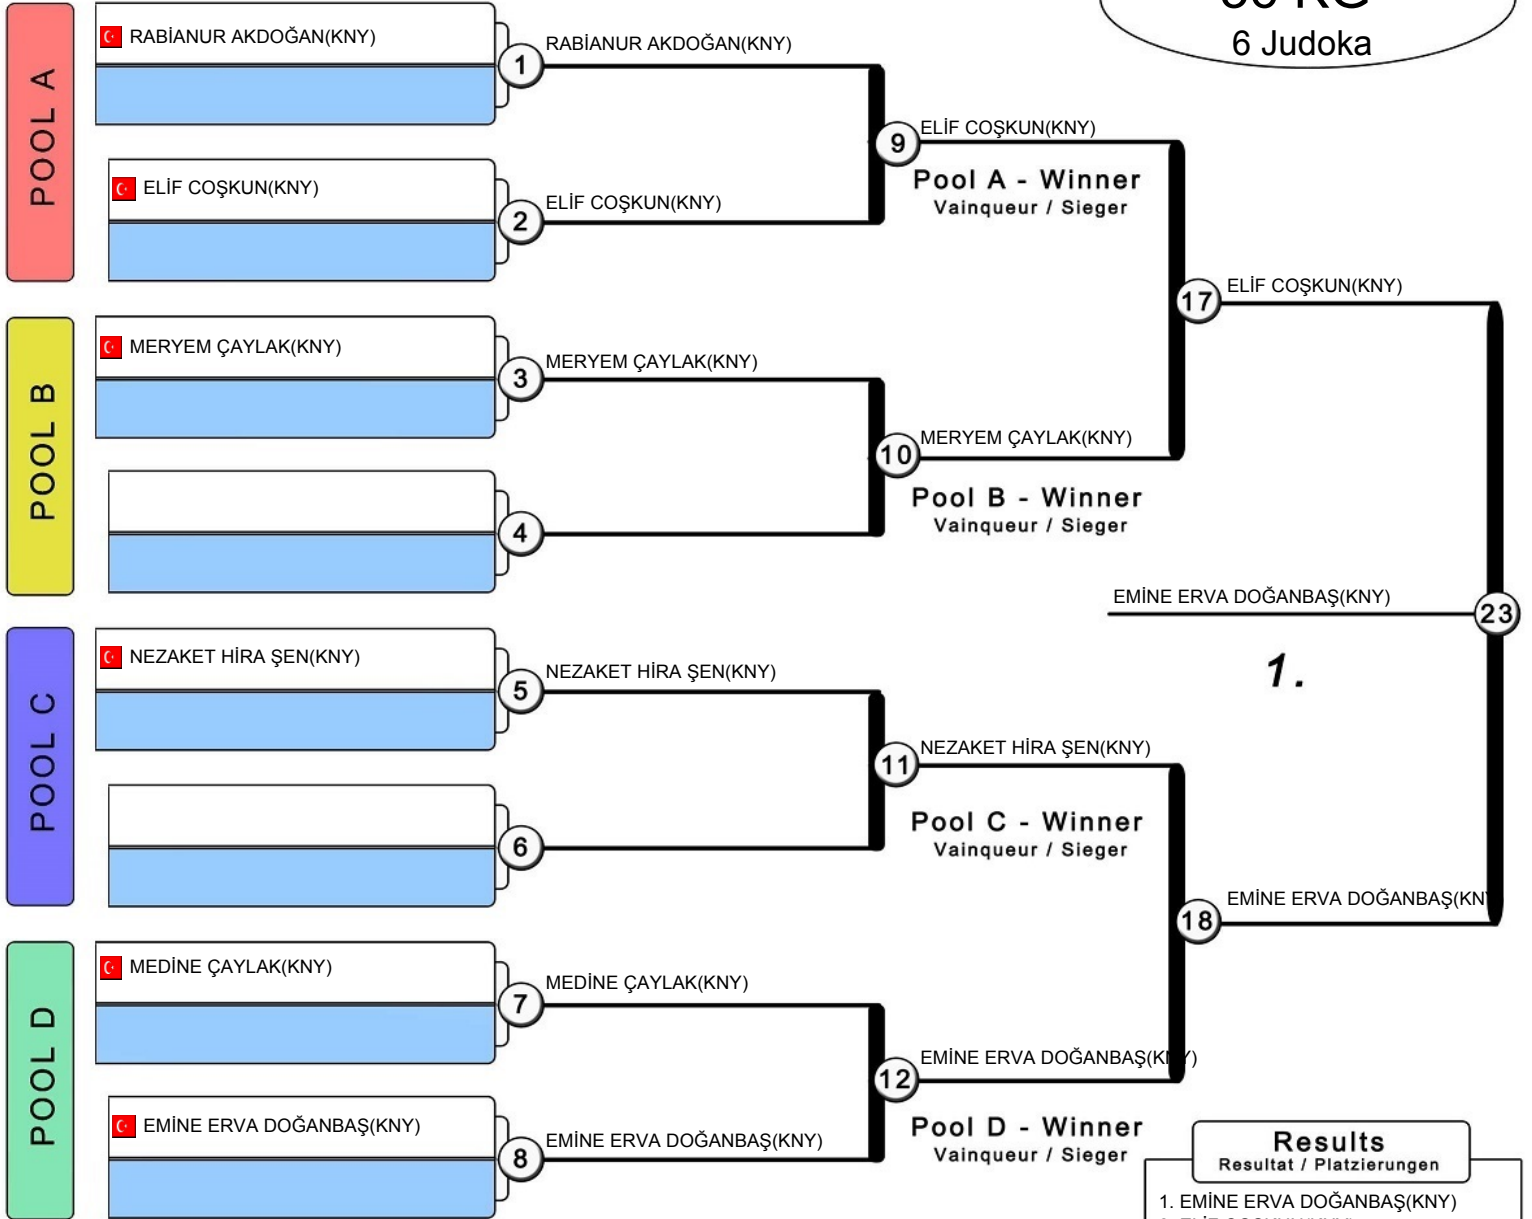 KG
6 Judoka
POOL A
RABİANUR AKDOĞAN(KNY)
1
RABİANUR AKDOĞAN(KNY)
ELİF COŞKUN(KNY)
2
ELİF COŞKUN(KNY)
9
ELİF COŞKUN(KNY)
Pool A - Winner
Vainqueur / Sieger
17
ELİF COŞKUN(KNY)
POOL B
MERYEM ÇAYLAK(KNY)
3
MERYEM ÇAYLAK(KNY)
4
10
MERYEM ÇAYLAK(KNY)
Pool B - Winner
Vainqueur / Sieger
EMİNE ERVA DOĞANBAŞ(KNY)
23
1.
POOL C
NEZAKET HİRA ŞEN(KNY)
5
NEZAKET HİRA ŞEN(KNY)
6
11
NEZAKET HİRA ŞEN(KNY)
Pool C - Winner
Vainqueur / Sieger
18
EMİNE ERVA DOĞANBAŞ(KN
POOL D
MEDİNE ÇAYLAK(KNY)
7
MEDİNE ÇAYLAK(KNY)
EMİNE ERVA DOĞANBAŞ(KNY)
8
EMİNE ERVA DOĞANBAŞ(KNY)
12
EMİNE ERVA DOĞANBAŞ(KNY)
Pool D - Winner
Vainqueur / Sieger
Results
Resultat / Platzierungen
1. EMİNE ERVA DOĞANBAŞ(KNY)